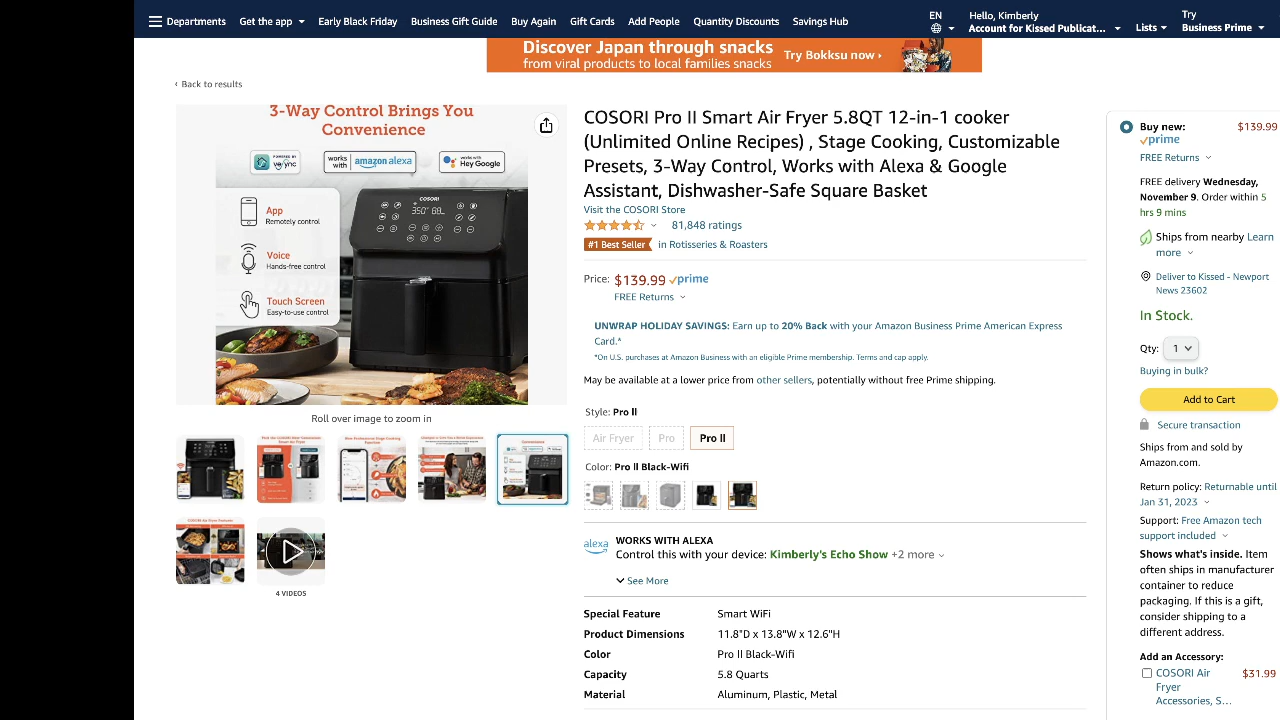 Departments Get the app Early Black Friday Business Gift Guide Buy Again Gift Cards Add People Quantity Discounts Savings Hub
EN
Hello, Kimberly
Account for Kissed Publicat...
Lists
Try
Business Prime
Discover Japan through snacks
from viral products to local families snacks
Try Bokksu now ›
‹ Back to results
3-Way Control Brings You
Convenience
POWERED BY
vesync
works with amazon alexa
works with
Hey Google
App
Remotely control
Voice
Hands-free control
Touch Screen
Easy-to-use control
COSORI
Roll over image to zoom in
4 VIDEOS
COSORI Pro II Smart Air Fryer 5.8QT 12-in-1 cooker
(Unlimited Online Recipes) , Stage Cooking, Customizable
Presets, 3-Way Control, Works with Alexa & Google
Assistant, Dishwasher-Safe Square Basket
Visit the COSORI Store
81,848 ratings
#1 Best Seller in Rotisseries & Roasters
Price: $139.99 prime
FREE Returns
UNWRAP HOLIDAY SAVINGS: Earn up to 20% Back with your Amazon Business Prime American Express
Card.*
*On U.S. purchases at Amazon Business with an eligible Prime membership. Terms and cap apply.
May be available at a lower price from other sellers, potentially without free Prime shipping.
Style: Pro ll
Air Fryer Pro Pro ll
Color: Pro ll Black-Wifi
alexa
WORKS WITH ALEXA
Control this with your device: Kimberly's Echo Show +2 more
See More
Special Feature Smart WiFi
Product Dimensions 11.8"D x 13.8"W x 12.6"H
Color Pro ll Black-Wifi
Capacity 5.8 Quarts
Material Aluminum, Plastic, Metal
Buy new: $139.99
prime
FREE Returns
FREE delivery Wednesday,
November 9. Order within 5
hrs 9 mins
Ships from nearby Learn
more
Deliver to Kissed - Newport
News 23602
In Stock.
Qty: 1
Buying in bulk?
Add to Cart
Secure transaction
Ships from and sold by
Amazon.com.
Return policy: Returnable until
Jan 31, 2023
Support: Free Amazon tech
support included
Shows what's inside. Item
often ships in manufacturer
container to reduce
packaging. If this is a gift,
consider shipping to a
different address.
Add an Accessory:
COSORI Air $31.99
Fryer
Accessories, S...